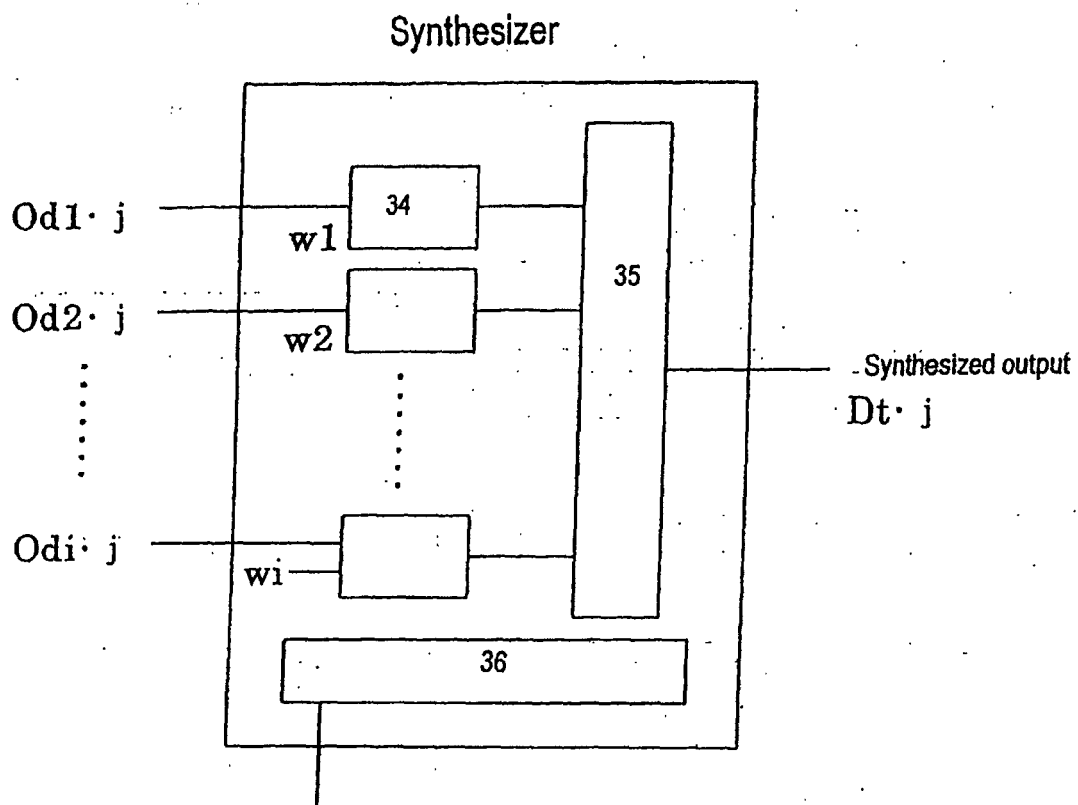 Synthesizer
Od1· j
34
w1
Od2· j
w2
35
Synthesized output
Dt· j
Odi· j
wi
36